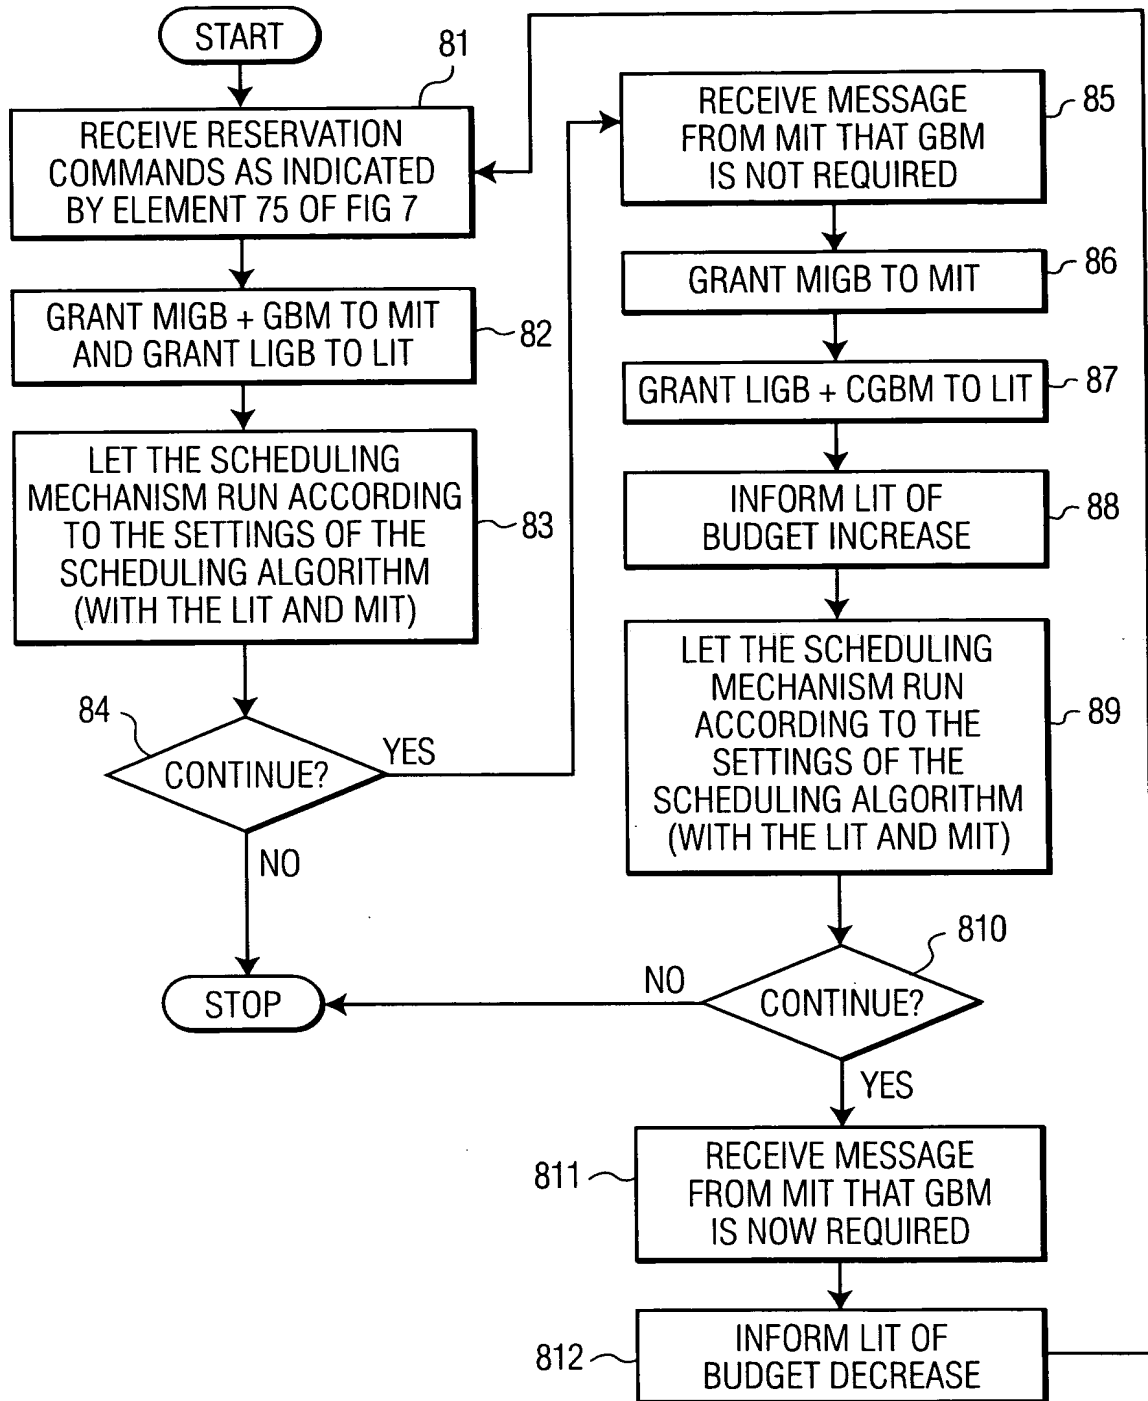 START
81
RECEIVE RESERVATION
COMMANDS AS INDICATED
BY ELEMENT 75 OF FIG 7
GRANT MIGB + GBM TO MIT
AND GRANT LIGB TO LIT
82
LET THE SCHEDULING
MECHANISM RUN ACCORDING
TO THE SETTINGS OF THE
SCHEDULING ALGORITHM
(WITH THE LIT AND MIT)
83
84
CONTINUE?
YES
NO
STOP
RECEIVE MESSAGE
FROM MIT THAT GBM
IS NOT REQUIRED
85
GRANT MIGB TO MIT
86
GRANT LIGB + CGBM TO LIT
87
INFORM LIT OF
BUDGET INCREASE
88
LET THE SCHEDULING
MECHANISM RUN
ACCORDING TO THE
SETTINGS OF THE
SCHEDULING ALGORITHM
(WITH THE LIT AND MIT)
89
810
CONTINUE?
NO
YES
811
RECEIVE MESSAGE
FROM MIT THAT GBM
IS NOW REQUIRED
812
INFORM LIT OF
BUDGET DECREASE